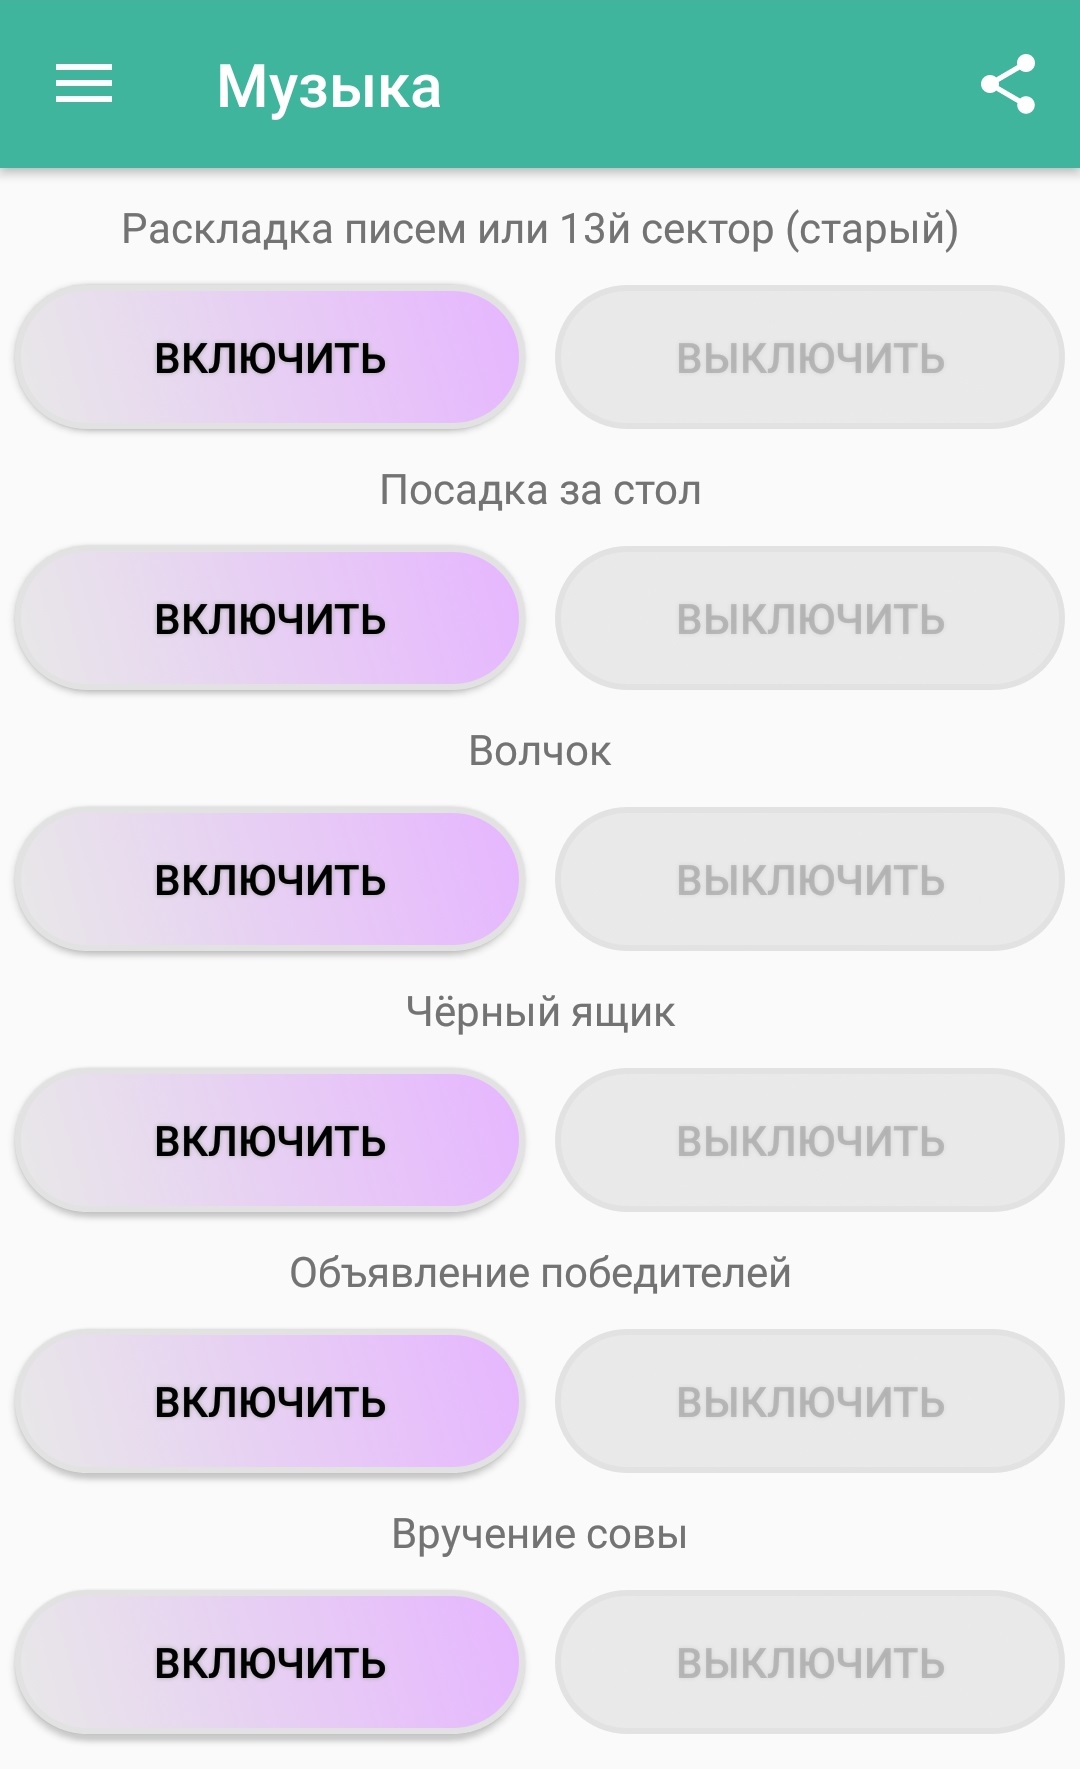 Музыка
Раскладка писем или 13й сектор (старый)
ВКЛЮЧИТЬ ВЫКЛЮЧИТЬ
Посадка за стол
ВКЛЮЧИТЬ ВЫКЛЮЧИТЬ
Волчок
ВКЛЮЧИТЬ ВЫКЛЮЧИТЬ
Чёрный ящик
ВКЛЮЧИТЬ ВЫКЛЮЧИТЬ
Объявление победителей
ВКЛЮЧИТЬ ВЫКЛЮЧИТЬ
Вручение совы
ВКЛЮЧИТЬ ВЫКЛЮЧИТЬ